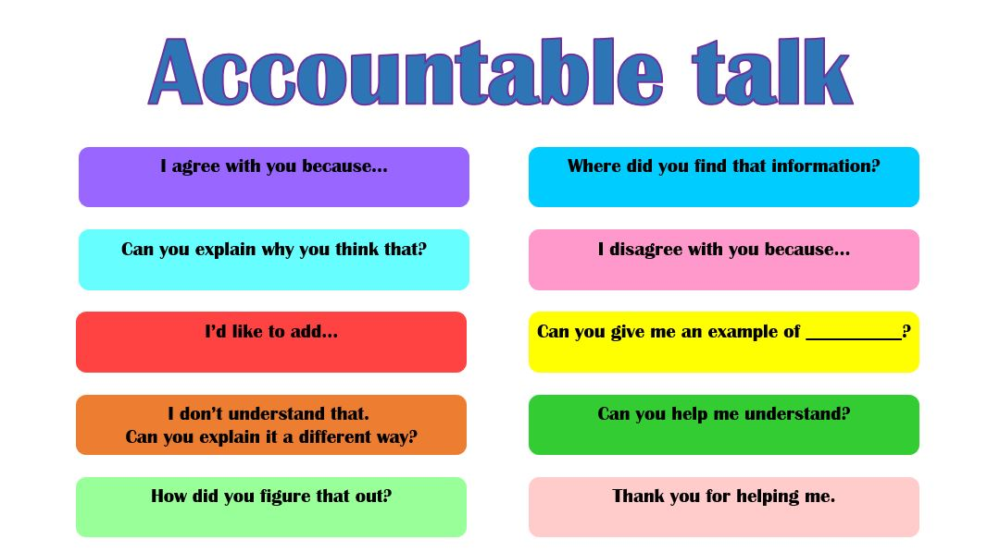 Accountable talk
I agree with you because...
Where did you find that information?
Can you explain why you think that?
I disagree with you because...
I'd like to add...
Can you give me an example of __________?
I don't understand that.
Can you explain it a different way?
Can you help me understand?
How did you figure that out?
Thank you for helping me.